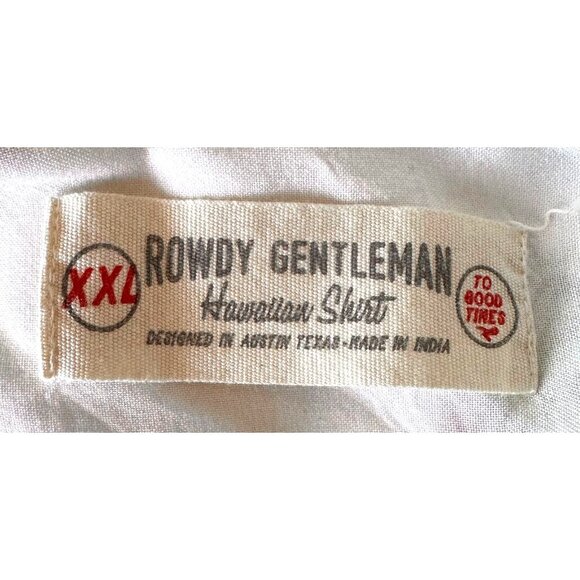 XXL
ROWDY GENTLEMAN
Hawaiian Shirt
DESIGNED IN AUSTIN TEXAS-MADE IN INDIA
TO
GOOD
TIMES